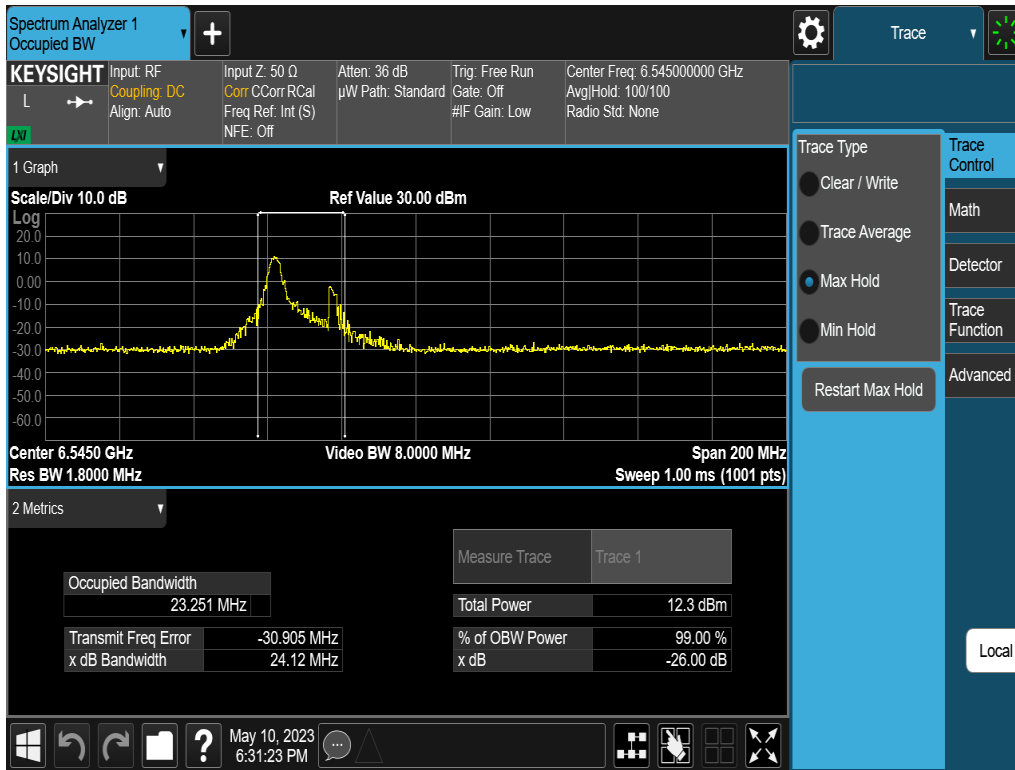 Spectrum Analyzer 1
Occupied BW
+
Trace
KEYSIGHT
L
LXI
Input: RF
Coupling: DC
Align: Auto
Input Z: 50 Ω
Corr CCorr RCal
Freq Ref: Int (S)
NFE: Off
Atten: 36 dB
µW Path: Standard
Trig: Free Run
Gate: Off
#IF Gain: Low
Center Freq: 6.545000000 GHz
Avg|Hold: 100/100
Radio Std: None
1 Graph
Scale/Div 10.0 dB
Ref Value 30.00 dBm
Log
20.0
10.0
0.00
-10.0
-20.0
-30.0
-40.0
-50.0
-60.0
Center 6.5450 GHz
Video BW 8.0000 MHz
Span 200 MHz
Res BW 1.8000 MHz
Sweep 1.00 ms (1001 pts)
2 Metrics
Measure Trace
Trace 1
Occupied Bandwidth
23.251 MHz
Total Power
12.3 dBm
Transmit Freq Error
-30.905 MHz
% of OBW Power
99.00 %
x dB Bandwidth
24.12 MHz
x dB
-26.00 dB
Trace Type
Clear / Write
Trace Average
Max Hold
Min Hold
Restart Max Hold
Trace
Control
Math
Detector
Trace
Function
Advanced
Local
?
May 10, 2023
6:31:23 PM
...